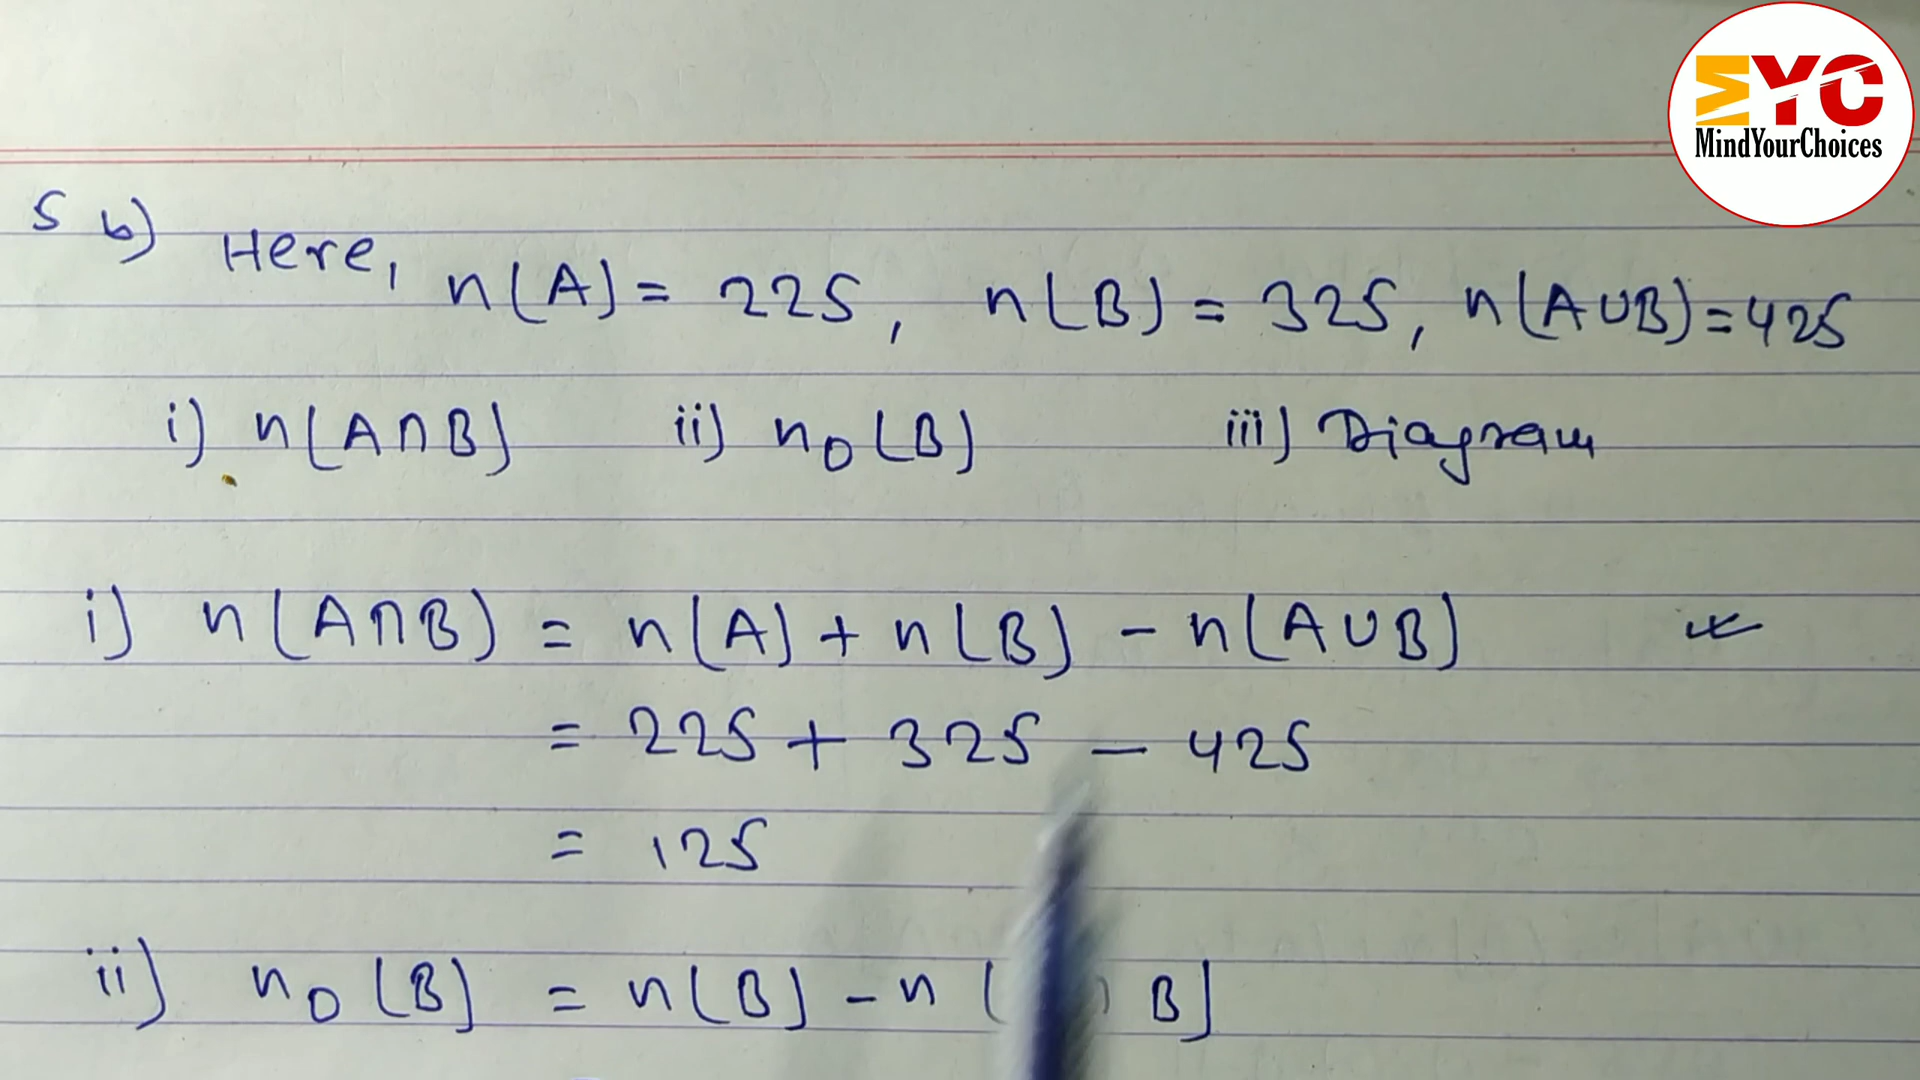 MYC
MindYourChoices
5 b) Here, n(A) = 225, n(B) = 325, n(A∪B) = 425
i) n(A∩B) ii) n₀(B) iii) Diagram
i) n(A∩B) = n(A) + n(B) - n(A∪B)
= 225 + 325 - 425
= 125
ii) n₀(B) = n(B) - n( B)